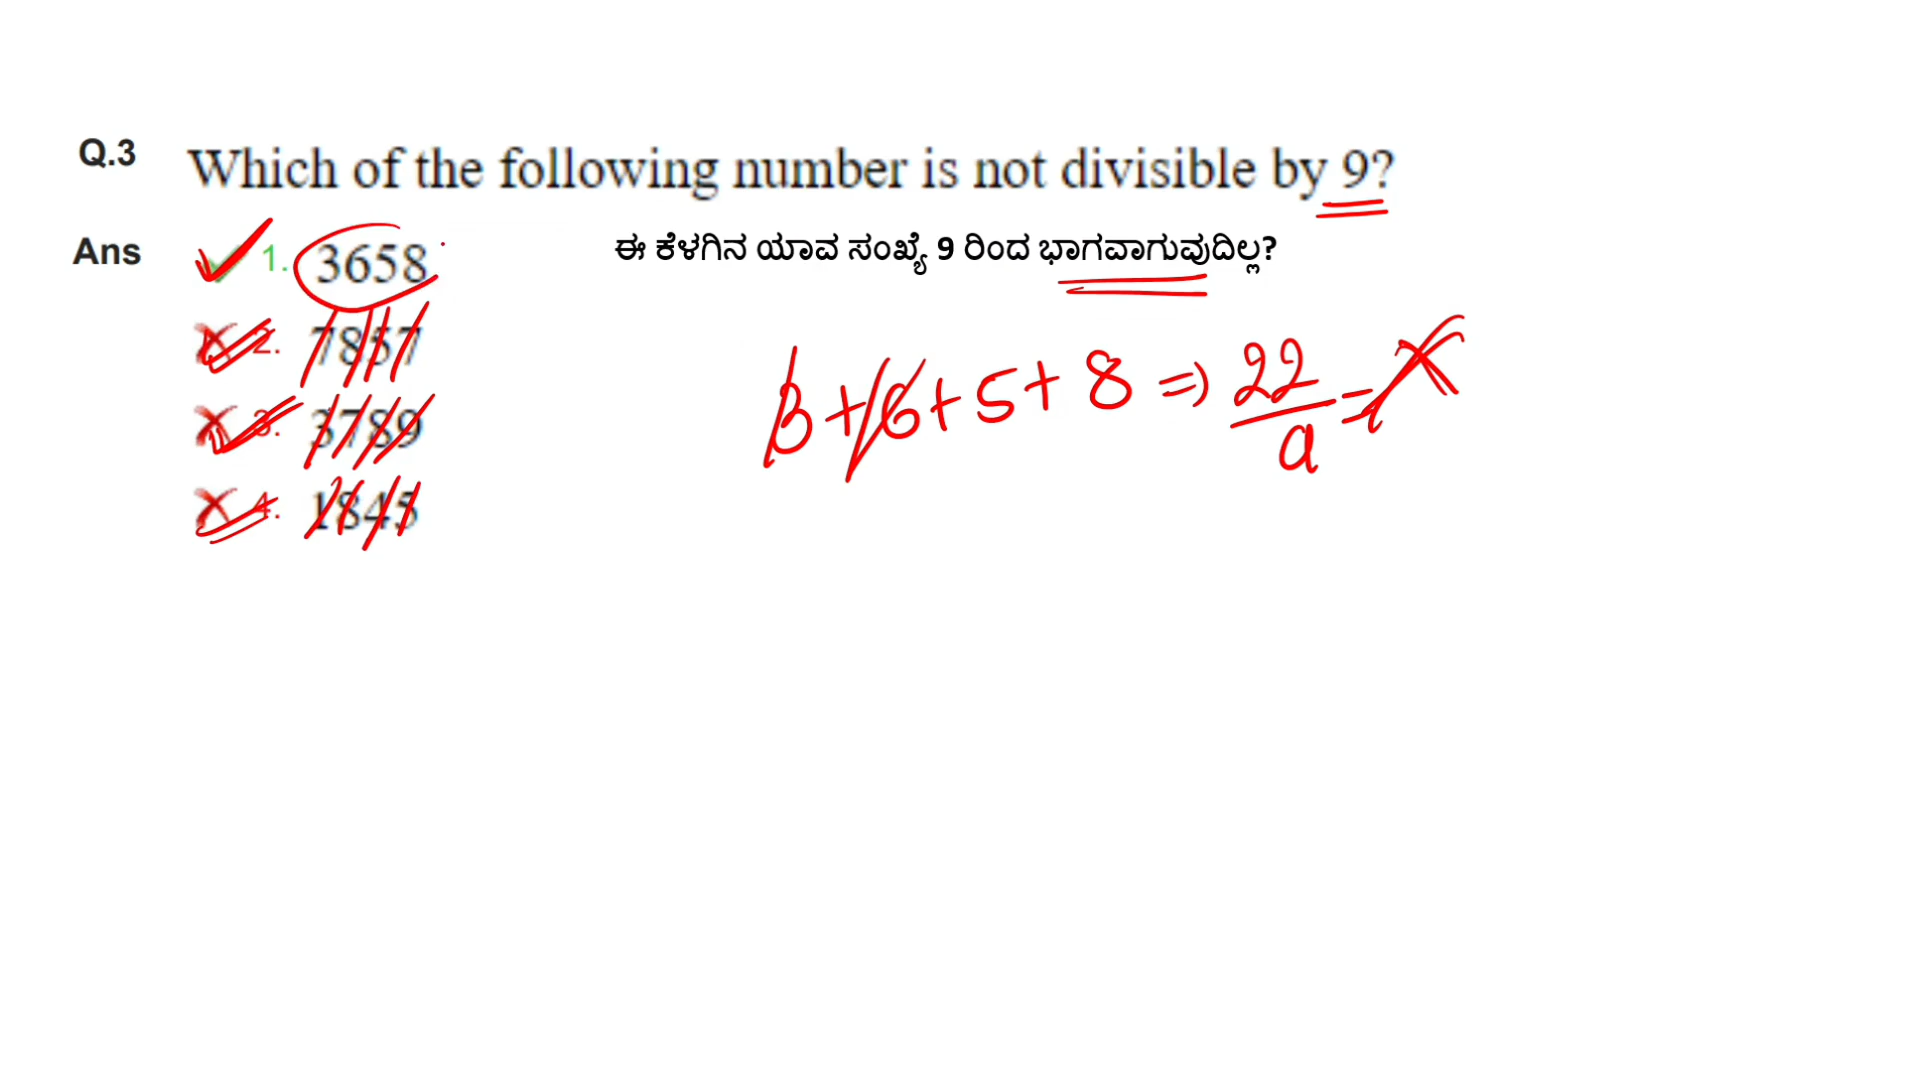 Q.3 Which of the following number is not divisible by 9?
Ans 1. 3658
ಈ ಕೆಳಗಿನ ಯಾವ ಸಂಖ್ಯೆ 9 ರಿಂದ ಭಾಗವಾಗುವುದಿಲ್ಲ?
2. 7857
3. 3789
4. 1845
3+6+5+8 => 22/9 =